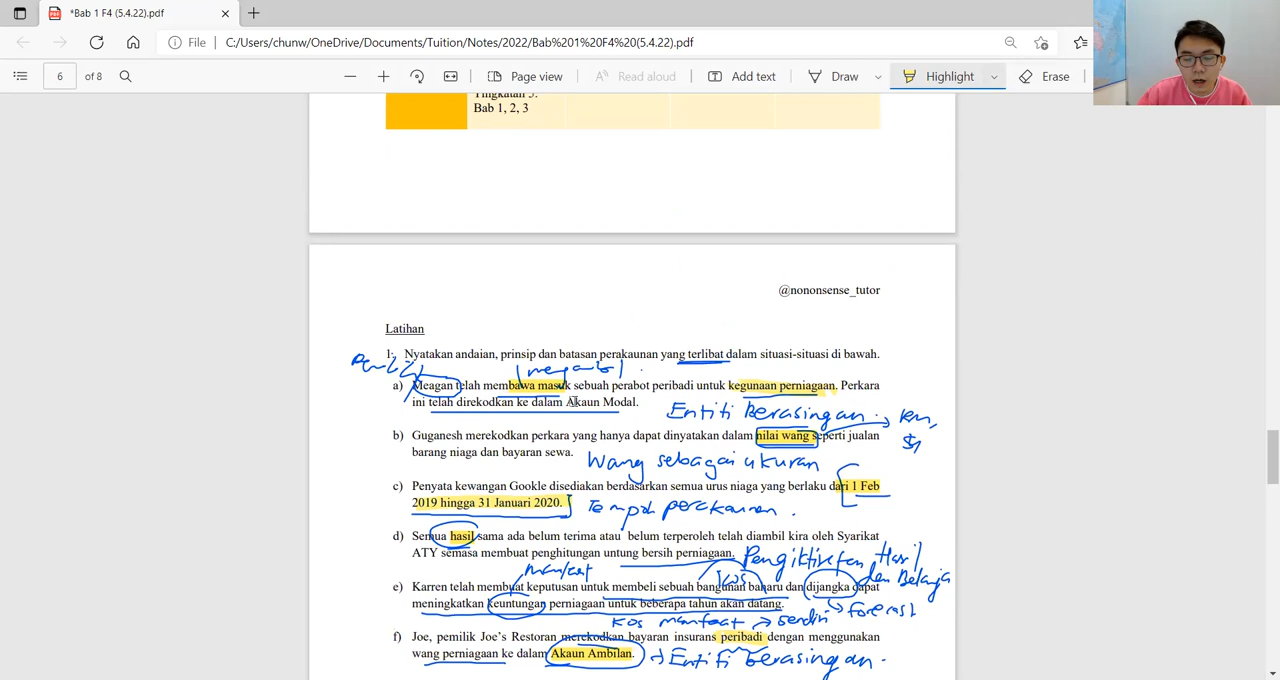 *Bab 1 F4 (5.4.22).pdf
File C:/Users/chunw/OneDrive/Documents/Tuition/Notes/2022/Bab%201%20F4%20(5.4.22).pdf
6 of 8 Page view Read aloud Add text Draw Highlight Erase
Tingkatan 5:
Bab 1, 2, 3
@nononsense_tutor
Latihan
1. Nyatakan andaian, prinsip dan batasan perakaunan yang terlibat dalam situasi-situasi di bawah.
a) Meagan telah membawa masuk sebuah perabot peribadi untuk kegunaan perniagaan. Perkara
ini telah direkodkan ke dalam Akaun Modal.
Entiti berasingan. RM,
$
b) Guganesh merekodkan perkara yang hanya dapat dinyatakan dalam nilai wang seperti jualan
barang niaga dan bayaran sewa.
Wang sebagai ukuran
c) Penyata kewangan Gookle disediakan berdasarkan semua urus niaga yang berlaku dari 1 Feb
2019 hingga 31 Januari 2020.
Tempoh perakaunan.
d) Semua hasil sama ada belum terima atau belum terperoleh telah diambil kira oleh Syarikat
ATY semasa membuat penghitungan untung bersih perniagaan.
Pengiktirafan Hasil
dan Belanja
manfaat
kos
e) Karren telah membuat keputusan untuk membeli sebuah bangunan baharu dan dijangka dapat
meningkatkan keuntungan perniagaan untuk beberapa tahun akan datang.
forecast
kos manfaat → sendiri
f) Joe, pemilik Joe's Restoran merekodkan bayaran insurans peribadi dengan menggunakan
wang perniagaan ke dalam Akaun Ambilan.
→ Entiti berasingan.